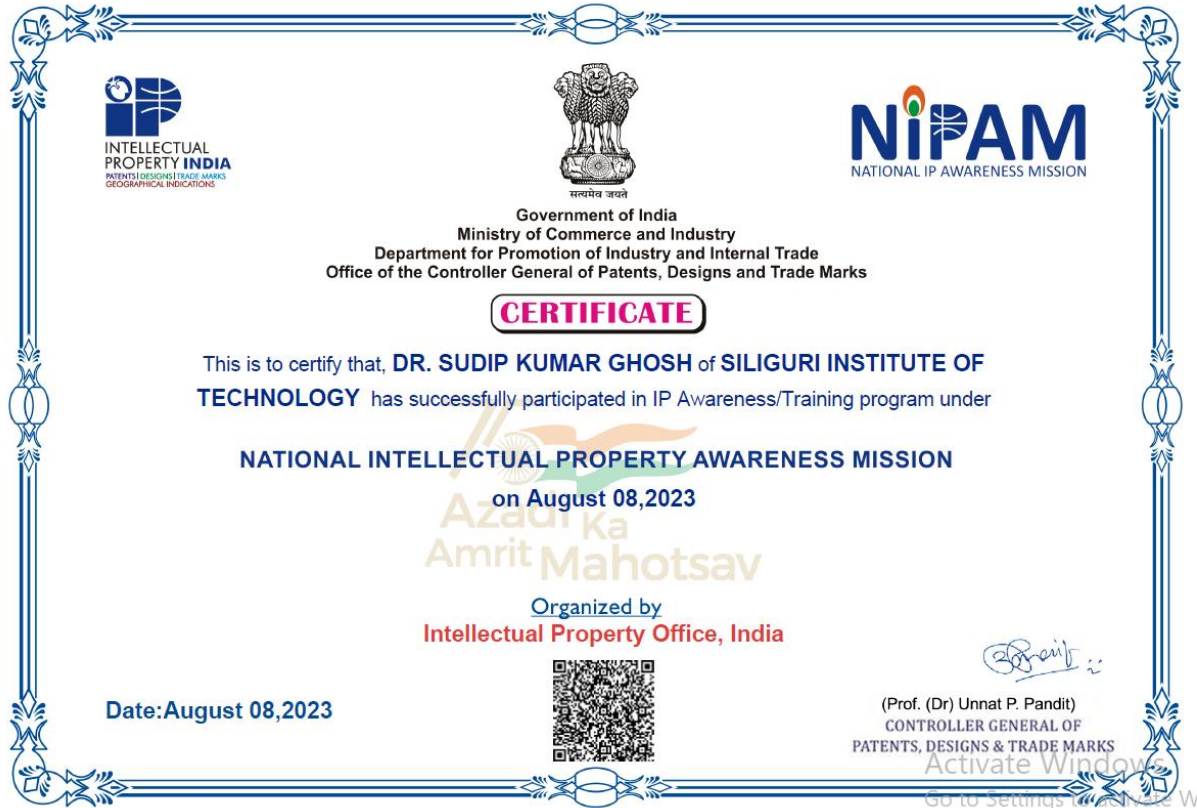 INTELLECTUAL
PROPERTY INDIA
PATENTS | DESIGNS | TRADE MARKS
GEOGRAPHICAL INDICATIONS
सत्यमेव जयते
NiPAM
NATIONAL IP AWARENESS MISSION
Government of India
Ministry of Commerce and Industry
Department for Promotion of Industry and Internal Trade
Office of the Controller General of Patents, Designs and Trade Marks
CERTIFICATE
This is to certify that, DR. SUDIP KUMAR GHOSH of SILIGURI INSTITUTE OF
TECHNOLOGY has successfully participated in IP Awareness/Training program under
NATIONAL INTELLECTUAL PROPERTY AWARENESS MISSION
on August 08,2023
Azadi Ka
Amrit Mahotsav
Organized by
Intellectual Property Office, India
Date:August 08,2023
(Prof. (Dr) Unnat P. Pandit)
CONTROLLER GENERAL OF
PATENTS, DESIGNS & TRADE MARKS
Activate Windows
Go to Settings to activate W